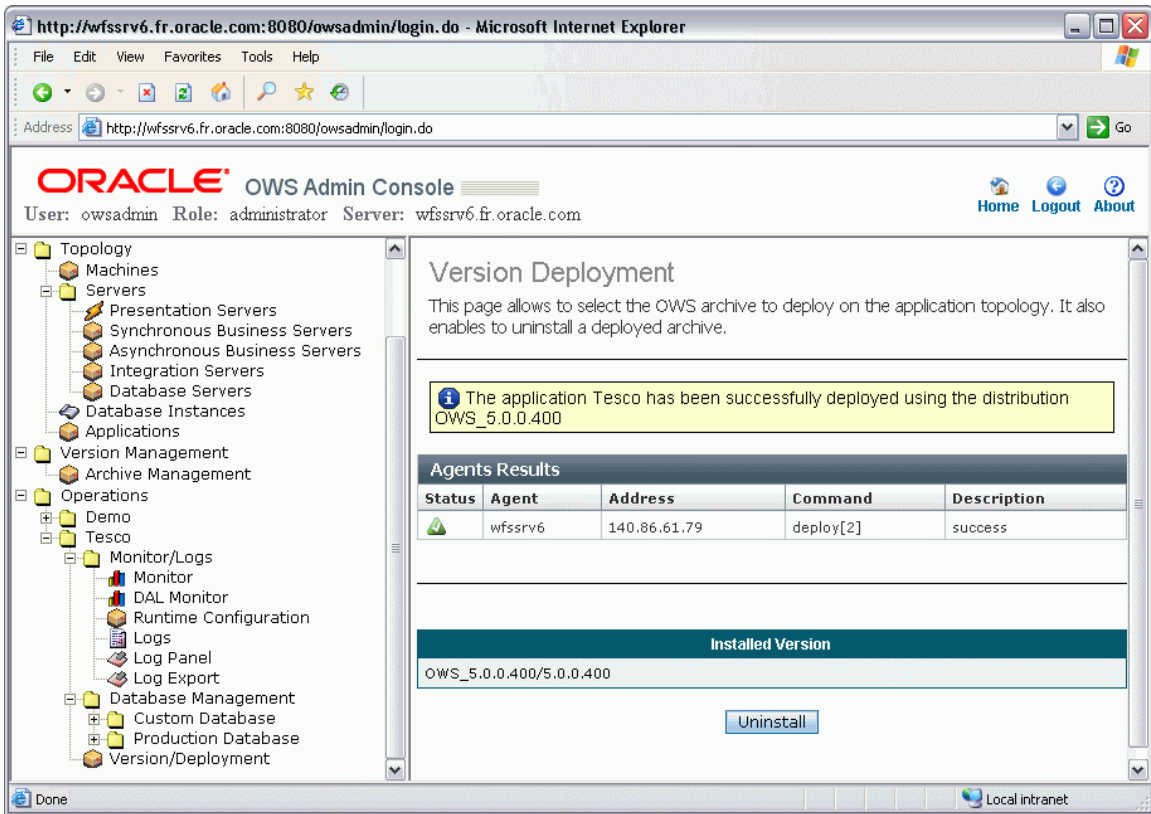 http://wfssrv6.fr.oracle.com:8080/owsadmin/login.do - Microsoft Internet Explorer
File Edit View Favorites Tools Help
Address http://wfssrv6.fr.oracle.com:8080/owsadmin/login.do Go
ORACLE OWS Admin Console
User: owsadmin Role: administrator Server: wfssrv6.fr.oracle.com
Home Logout About
Topology
Machines
Servers
Presentation Servers
Synchronous Business Servers
Asynchronous Business Servers
Integration Servers
Database Servers
Database Instances
Applications
Version Management
Archive Management
Operations
Demo
Tesco
Monitor/Logs
Monitor
DAL Monitor
Runtime Configuration
Logs
Log Panel
Log Export
Database Management
Custom Database
Production Database
Version/Deployment
Version Deployment
This page allows to select the OWS archive to deploy on the application topology. It also
enables to uninstall a deployed archive.
The application Tesco has been successfully deployed using the distribution
OWS_5.0.0.400
Agents Results
Status Agent Address Command Description
wfssrv6 140.86.61.79 deploy[2] success
Installed Version
OWS_5.0.0.400/5.0.0.400
Uninstall
Done Local intranet